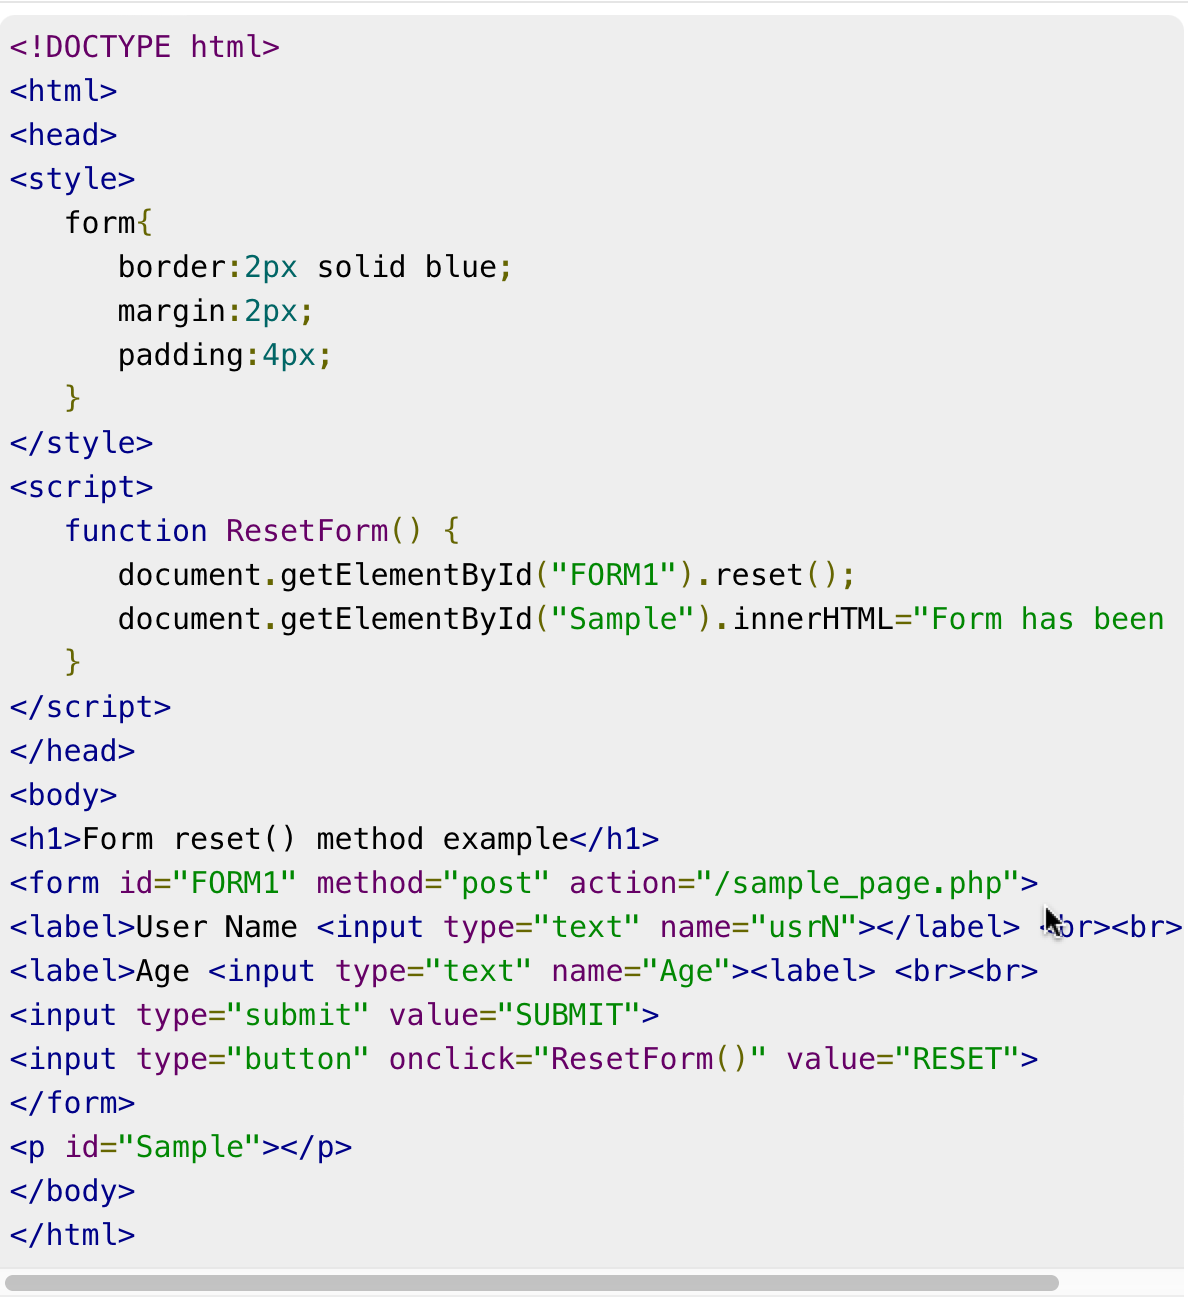 <!DOCTYPE html>
<html>
<head>
<style>
   form{
      border:2px solid blue;
      margin:2px;
      padding:4px;
   }
</style>
<script>
   function ResetForm() {
      document.getElementById("FORM1").reset();
      document.getElementById("Sample").innerHTML="Form has been
   }
</script>
</head>
<body>
<h1>Form reset() method example</h1>
<form id="FORM1" method="post" action="/sample_page.php">
<label>User Name <input type="text" name="usrN"></label> <br><br>
<label>Age <input type="text" name="Age"><label> <br><br>
<input type="submit" value="SUBMIT">
<input type="button" onclick="ResetForm()" value="RESET">
</form>
<p id="Sample"></p>
</body>
</html>